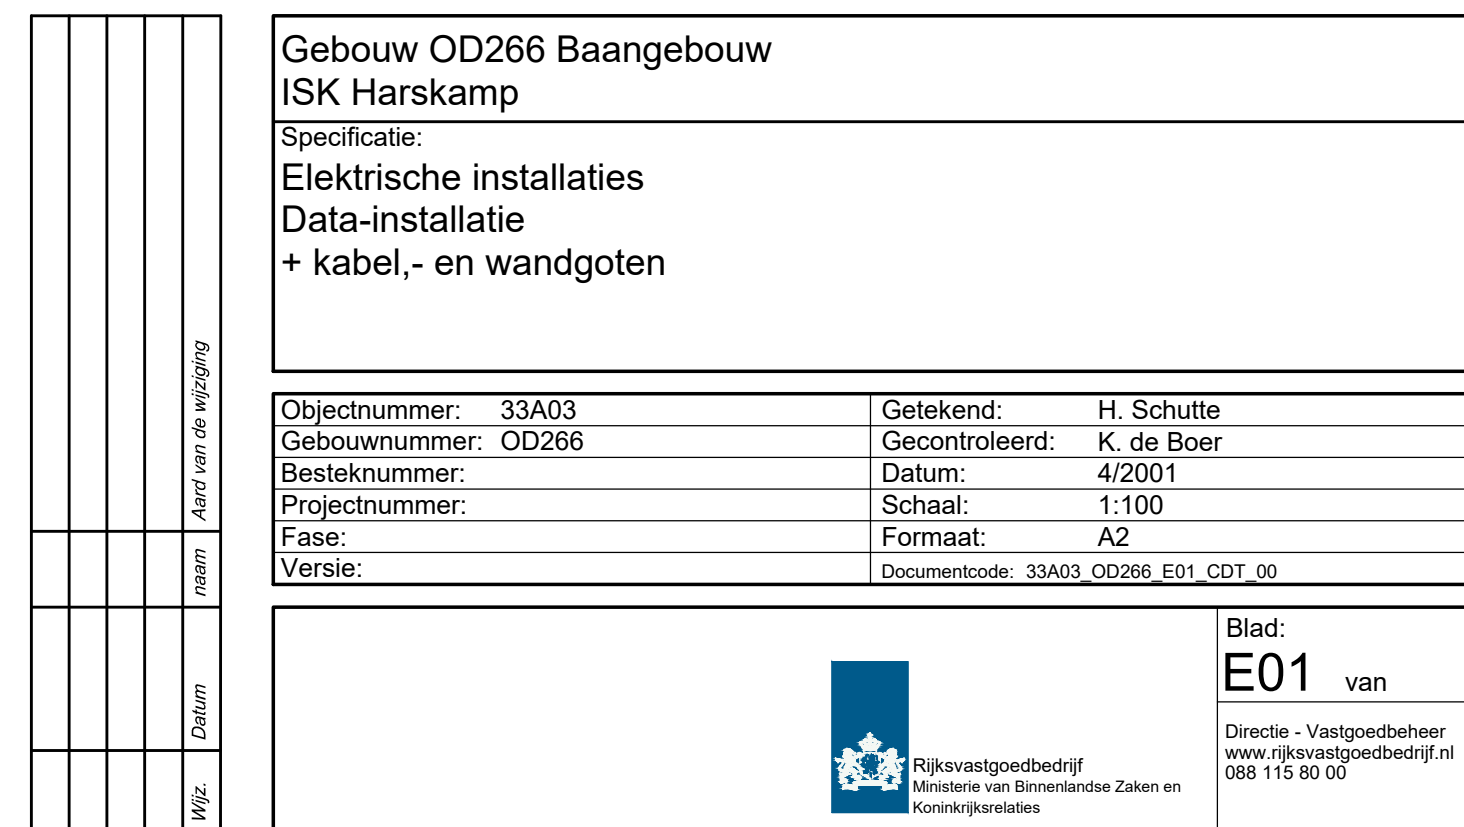 Gebouw OD266 Baangebouw
ISK Harskamp
Specificatie:
Elektrische installaties
Data-installatie
+ kabel,- en wandgoten
Objectnummer: 33A03
Gebouwnummer: OD266
Besteknummer:
Projectnummer:
Fase:
Versie:
Getekend: H. Schutte
Gecontroleerd: K. de Boer
Datum: 4/2001
Schaal: 1:100
Formaat: A2
Documentcode: 33A03_OD266_E01_CDT_00
Aard van de wijziging
naam
Datum
Wijz.
Rijksvastgoedbedrijf
Ministerie van Binnenlandse Zaken en
Koninkrijksrelaties
Blad:
E01 van
Directie - Vastgoedbeheer
www.rijksvastgoedbedrijf.nl
088 115 80 00